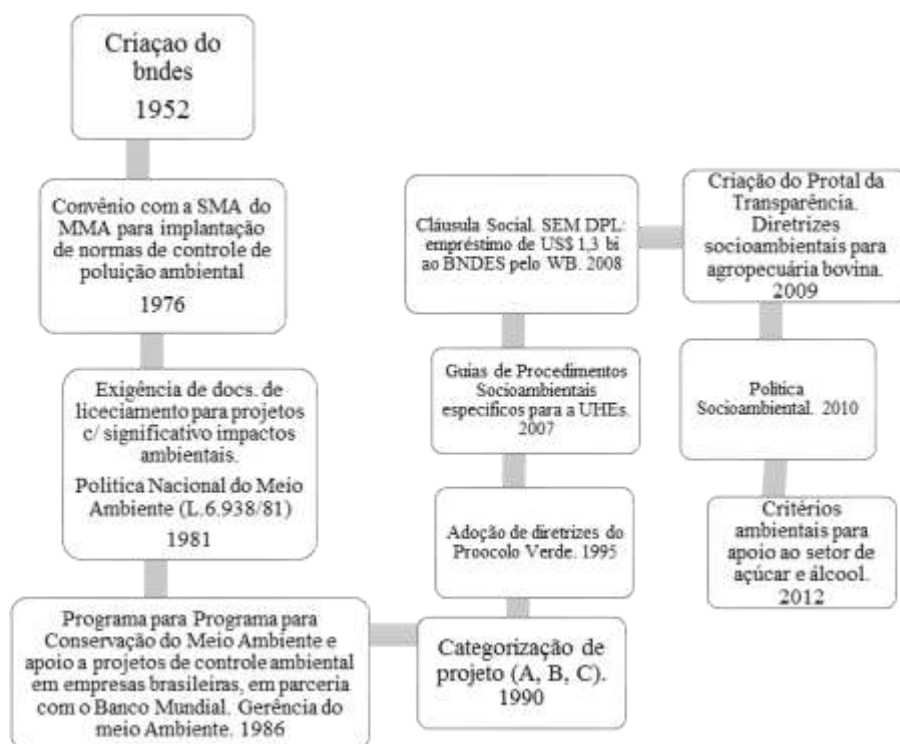 Criaçao do
bndes
1952
Convênio com a SMA do
MMA para implantação
de normas de controle de
poluição ambiental
1976
Exigência de docs. de
liceciamento para projetos
c/ significativo impactos
ambientais.
Politica Nacional do Meio
Ambiente (L.6.938/81)
1981
Programa para Programa para
Conservação do Meio Ambiente e
apoio a projetos de controle ambiental
em empresas brasileiras, em parceria
com o Banco Mundial. Gerência do
meio Ambiente. 1986
Categorização de
projeto (A, B, C).
1990
Adoção de diretrizes do
Proocolo Verde. 1995
Guias de Procedimentos
Socioambientais
especificos para a UHEs.
2007
Cláusula Social. SEM DPL:
empréstimo de US$ 1,3 bi
ao BNDES pelo WB. 2008
Criação do Protal da
Transparência.
Diretrizes
socioambientais para
agropecuária bovina.
2009
Politica
Socioambiental. 2010
Critérios
ambientais para
apoio ao setor de
açúcar e álcool.
2012